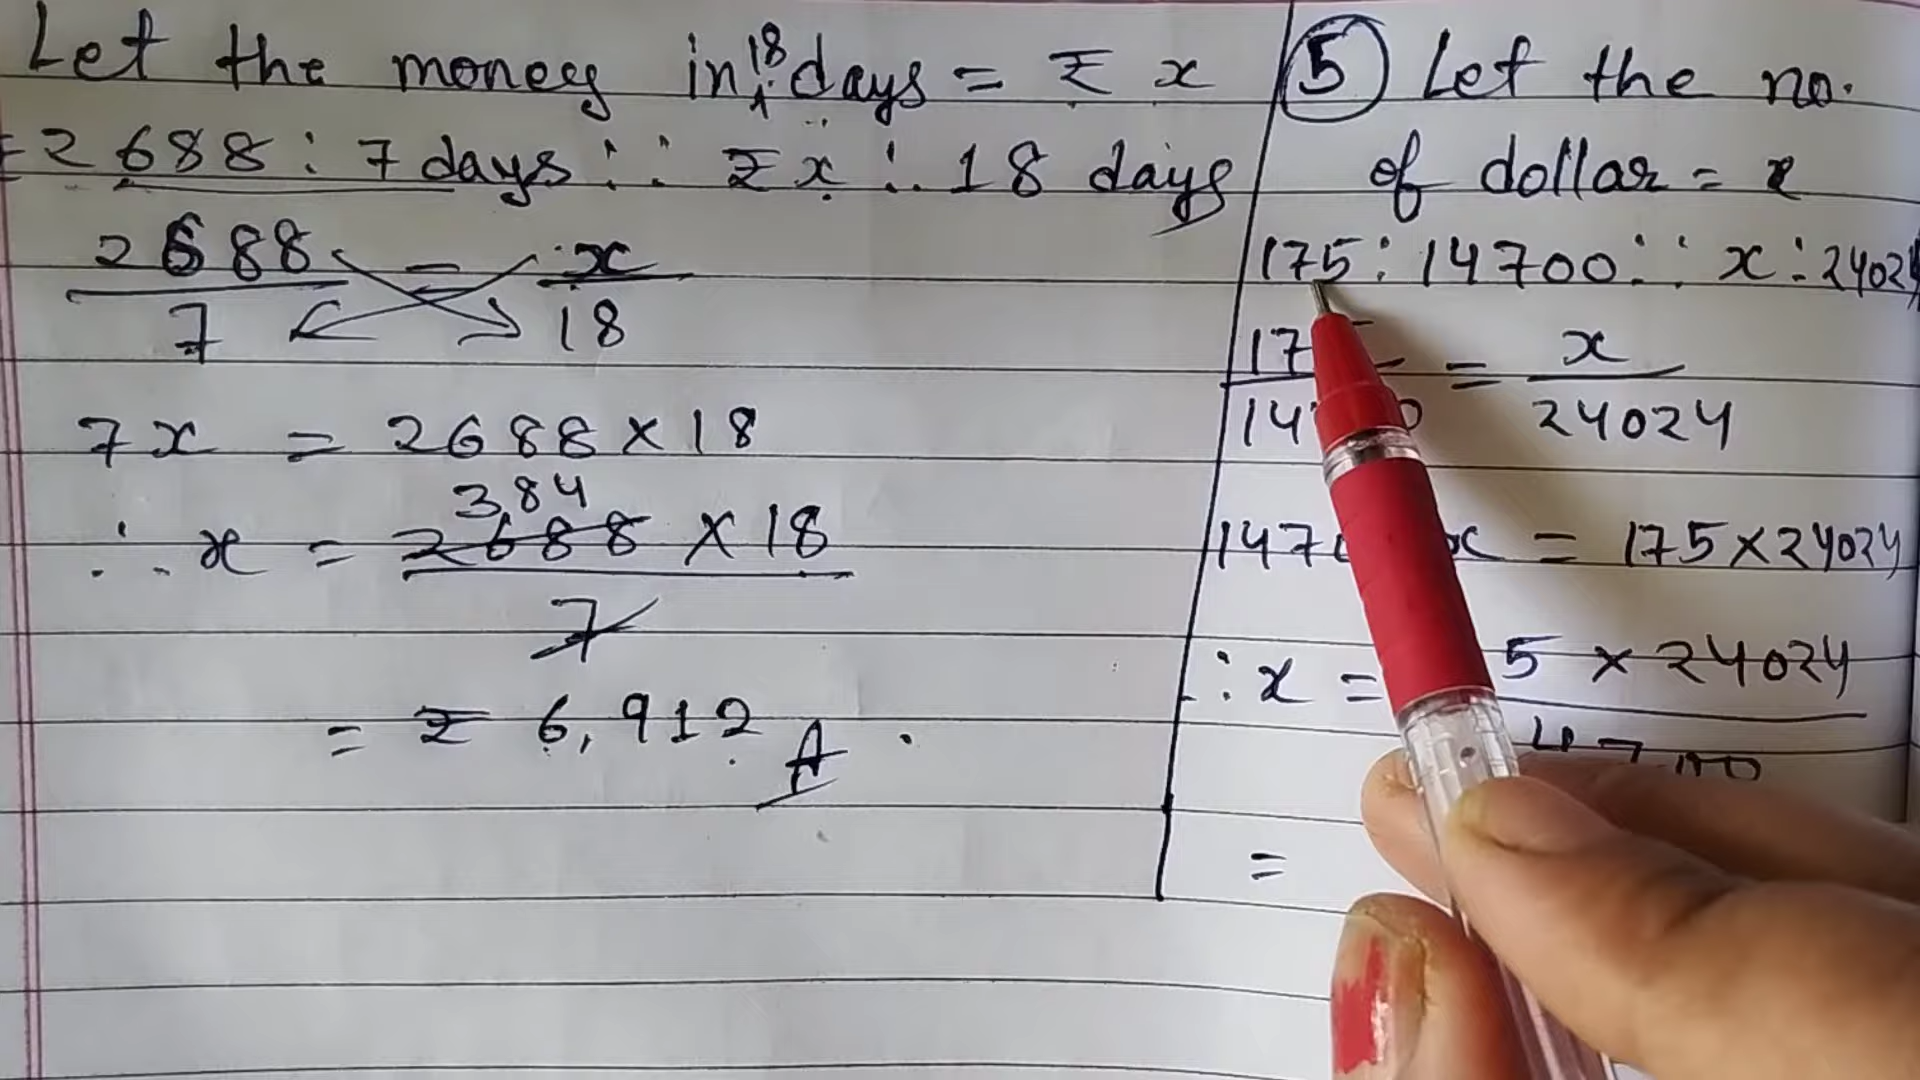 Let the money in 18 days = ₹ x
= 2688 : 7 days :: ₹ x : 18 days
2688 = x
7 18
7x = 2688 × 18
384
∴ x = 2688 × 18
7
= ₹ 6,912 A
5 Let the no.
of dollar = x
175 : 14700 :: x : 24024
= x
24024
x = 175 × 24024
∴ x = 5 × 24024
=